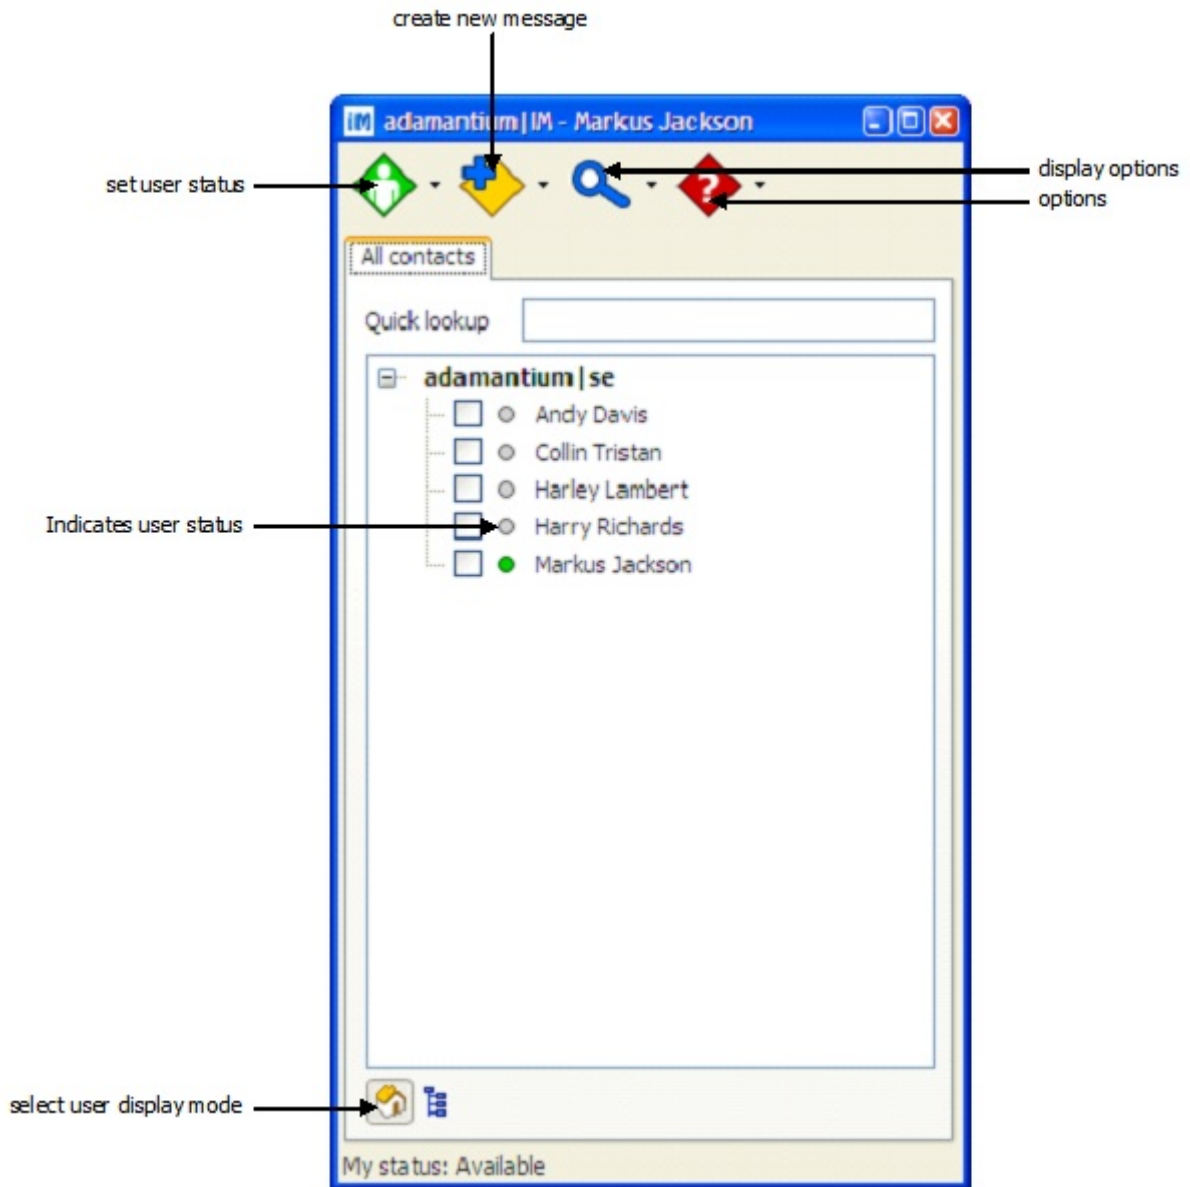 create new message
iM adamantium|IM - Markus Jackson
set user status
display options
?
options
All contacts
Quick lookup
adamantium|se
Andy Davis
Collin Tristan
Harley Lambert
Indicates user status
Harry Richards
Markus Jackson
select user display mode
My status: Available